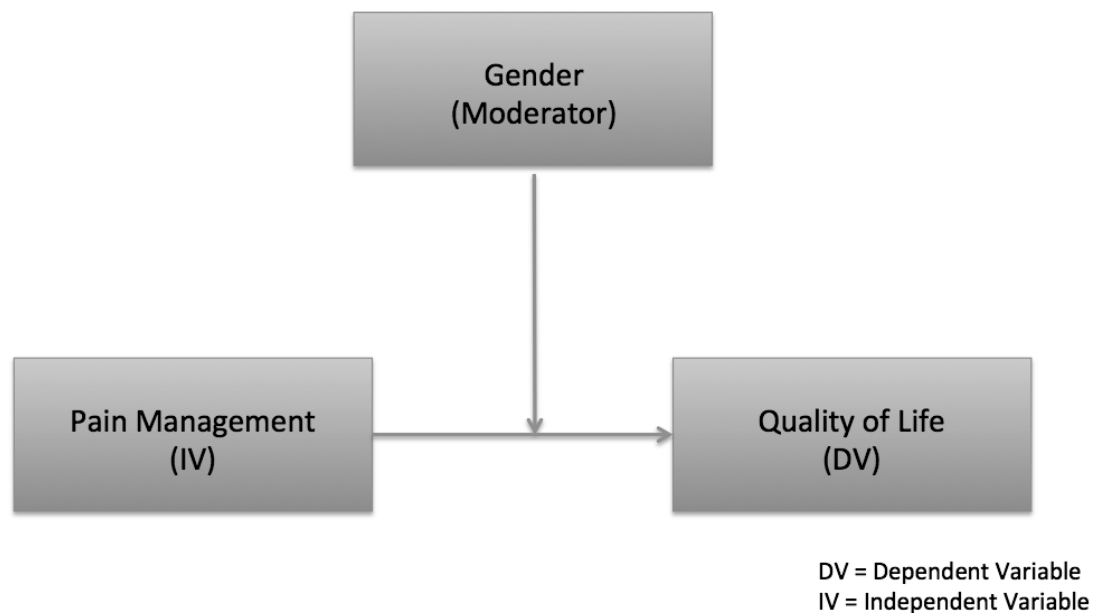 Gender
(Moderator)
Pain Management
(IV)
Quality of Life
(DV)
DV = Dependent Variable
IV = Independent Variable